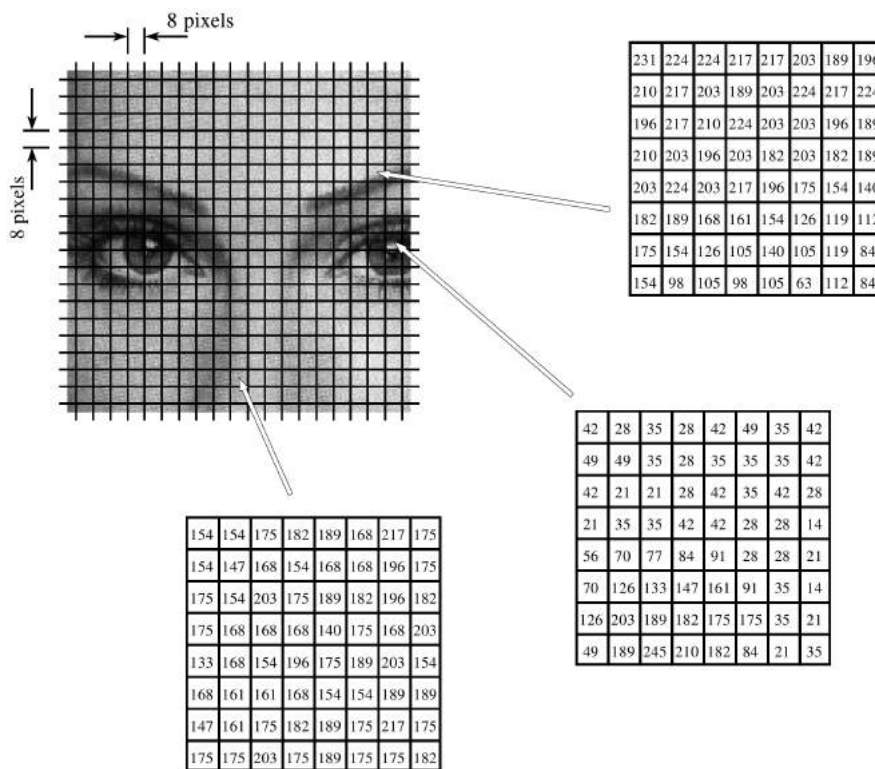 8 pixels
8 pixels
231 224 224 217 217 203 189 196
210 217 203 189 203 224 217 224
196 217 210 224 203 203 196 189
210 203 196 203 182 203 182 189
203 224 203 217 196 175 154 140
182 189 168 161 154 126 119 112
175 154 126 105 140 105 119 84
154 98 105 98 105 63 112 84
42 28 35 28 42 49 35 42
49 49 35 28 35 35 35 42
42 21 21 28 42 35 42 28
21 35 35 42 42 28 28 14
56 70 77 84 91 28 28 21
70 126 133 147 161 91 35 14
126 203 189 182 175 175 35 21
49 189 245 210 182 84 21 35
154 154 175 182 189 168 217 175
154 147 168 154 168 168 196 175
175 154 203 175 189 182 196 182
175 168 168 168 140 175 168 203
133 168 154 196 175 189 203 154
168 161 161 168 154 154 189 189
147 161 175 182 189 175 217 175
175 175 203 175 189 175 175 182